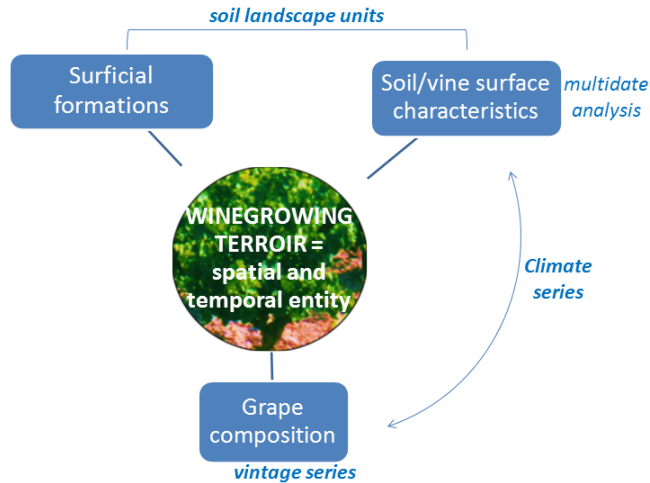 soil landscape units
Surficial
formations
Soil/vine surface
characteristics
multidate
analysis
WINEGROWING
TERROIR =
spatial and
temporal entity
Climate
series
Grape
composition
vintage series